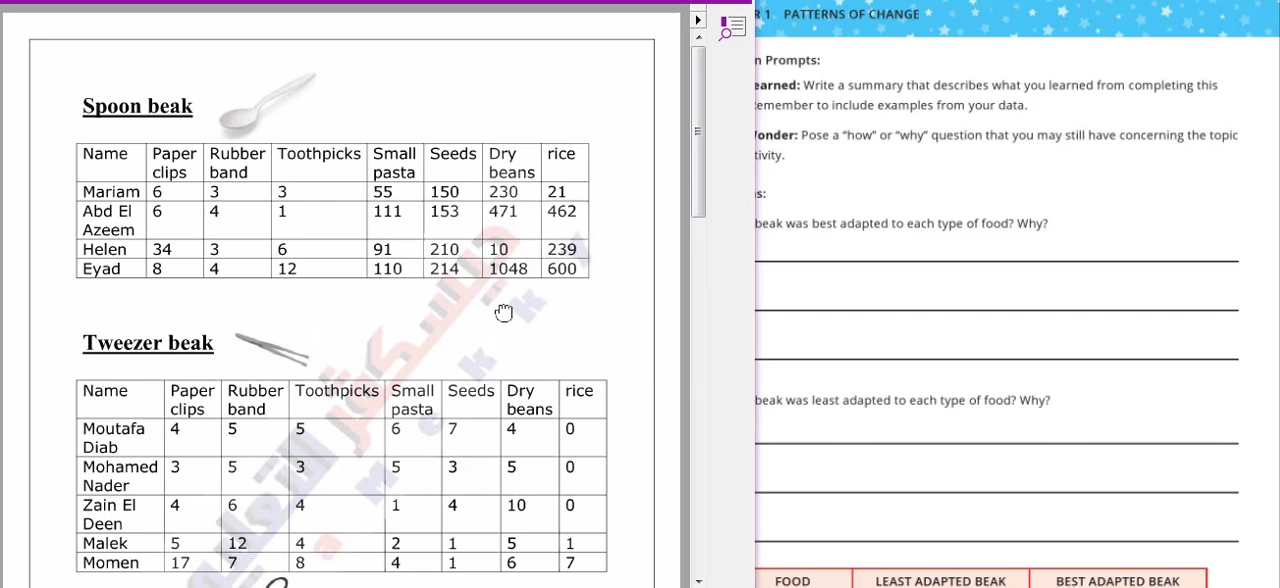 Spoon beak
Name Paper clips Rubber band Toothpicks Small pasta Seeds Dry beans rice
Mariam 6 3 3 55 150 230 21
Abd El Azeem 6 4 1 111 153 471 462
Helen 34 3 6 91 210 10 239
Eyad 8 4 12 110 214 1048 600
Tweezer beak
Name Paper clips Rubber band Toothpicks Small pasta Seeds Dry beans rice
Moutafa Diab 4 5 5 6 7 4 0
Mohamed Nader 3 5 3 5 3 5 0
Zain El Deen 4 6 4 1 4 10 0
Malek 5 12 4 2 1 5 1
Momen 17 7 8 4 1 6 7
R 1 PATTERNS OF CHANGE
n Prompts:
earned: Write a summary that describes what you learned from completing this
emember to include examples from your data.
onder: Pose a “how” or “why” question that you may still have concerning the topic
tivity.
s:
beak was best adapted to each type of food? Why?
beak was least adapted to each type of food? Why?
FOOD LEAST ADAPTED BEAK BEST ADAPTED BEAK